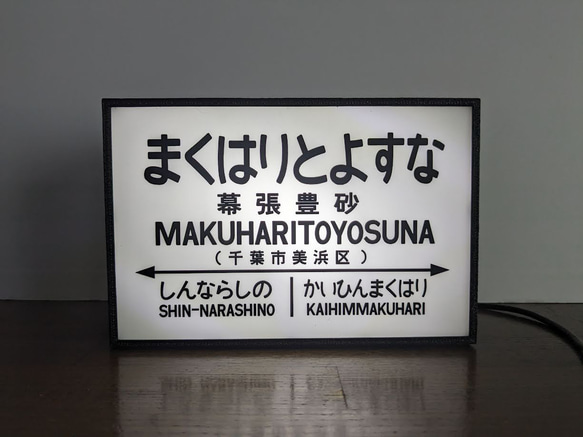 まくはりとよすな
幕張豊砂
MAKUHARITOYOSUNA
(千葉市美浜区)
しんならしの かいひんまくはり
SHIN-NARASHINO KAIHIMMAKUHARI